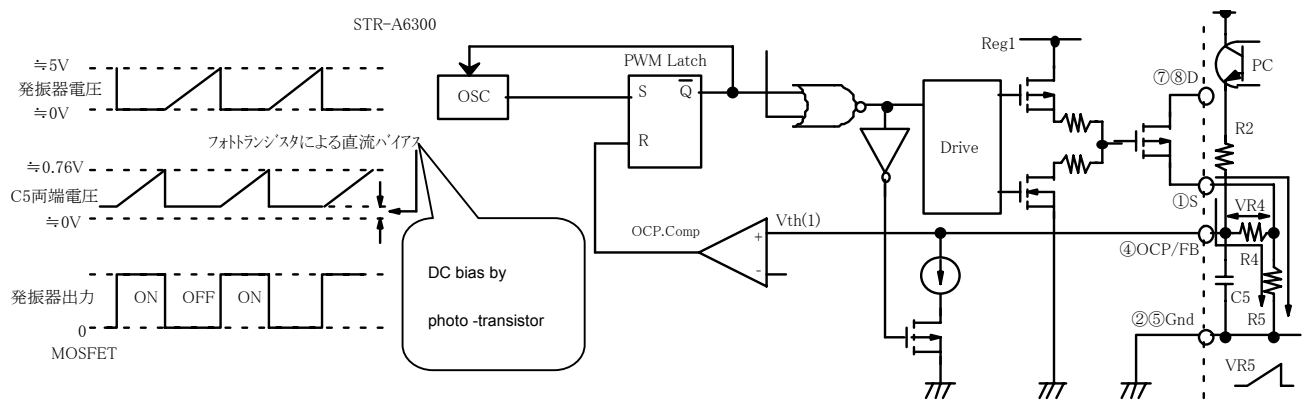 STR-A6300
≒5V
発振器電圧
≒0V
フォトトランジスタによる直流バイアス
≒0.76V
C5両端電圧
≒0V
発振器出力
ON
OFF
ON
0
MOSFET
DC bias by
photo -transistor
OSC
PWM Latch
S
Q
R
OCP.Comp
+
-
Vth(1)
Drive
Reg1
⑦⑧D
PC
R2
①S
VR4
④OCP/FB
R4
C5
R5
②⑤Gnd
VR5